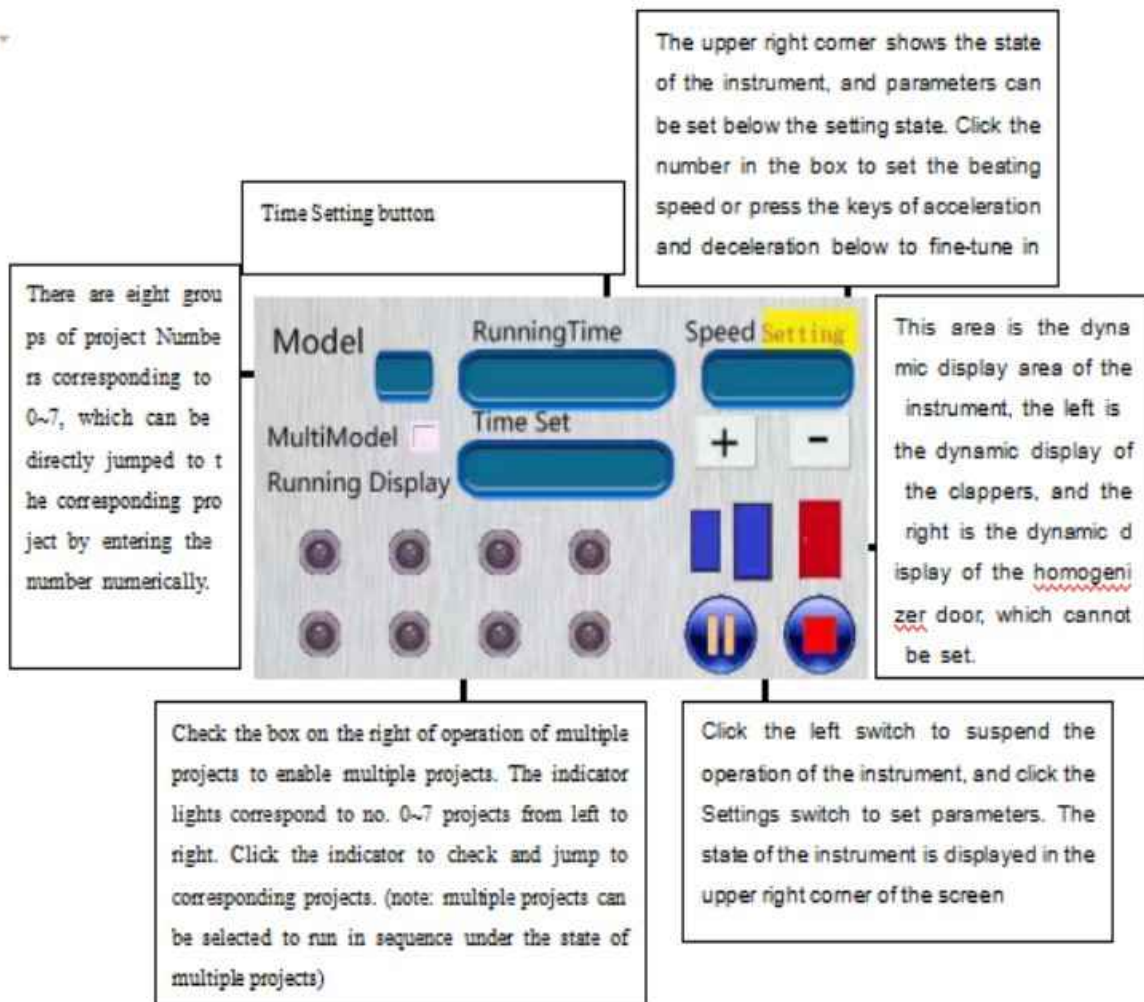 The upper right corner shows the state
of the instrument, and parameters can
be set below the setting state. Click the
number in the box to set the beating
speed or press the keys of acceleration
and deceleration below to fine-tune in
Time Setting button
There are eight grou
ps of project Numbe
rs corresponding to
0~7, which can be
directly jumped to t
he corresponding pro
ject by entering the
number numerically.
Model
RunningTime
Speed Setting
MultiModel
Time Set
+
-
Running Display
This area is the dyna
mic display area of the
instrument, the left is
the dynamic display of
the clappers, and the
right is the dynamic d
isplay of the homogeni
zer door, which cannot
be set.
Check the box on the right of operation of multiple
projects to enable multiple projects. The indicator
lights correspond to no. 0~7 projects from left to
right. Click the indicator to check and jump to
corresponding projects. (note: multiple projects can
be selected to run in sequence under the state of
multiple projects)
Click the left switch to suspend the
operation of the instrument, and click the
Settings switch to set parameters. The
state of the instrument is displayed in the
upper right corner of the screen